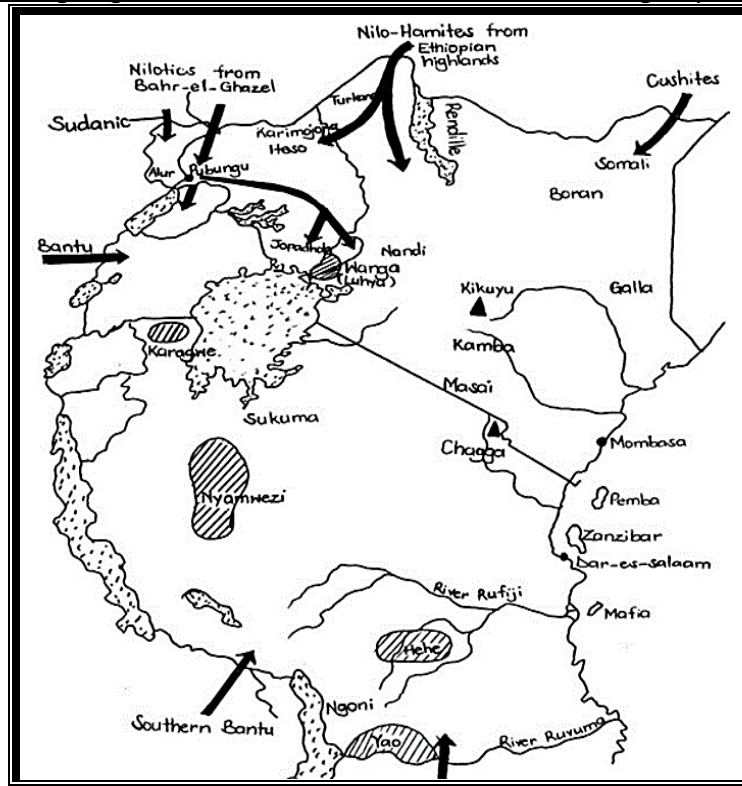 Nilo-Hamites from
Ethiopian
highlands
Nilotics from
Bahr-el-Ghazel
Cushites
Turkana
Sudanic
Karimojong
Iteso
Rendille
Somali
Alur
Pubungu
Boran
Bantu
Jopadhola
Nandi
Wanga
(Luhya)
Kikuyu
Galla
Karagwe
Kamba
Masai
Sukuma
Chagga
Mombasa
Nyamwezi
Pemba
Zanzibar
Dar-es-salaam
River Rufiji
Mafia
Hehe
Ngoni
Southern Bantu
Yao
River Ruvuma